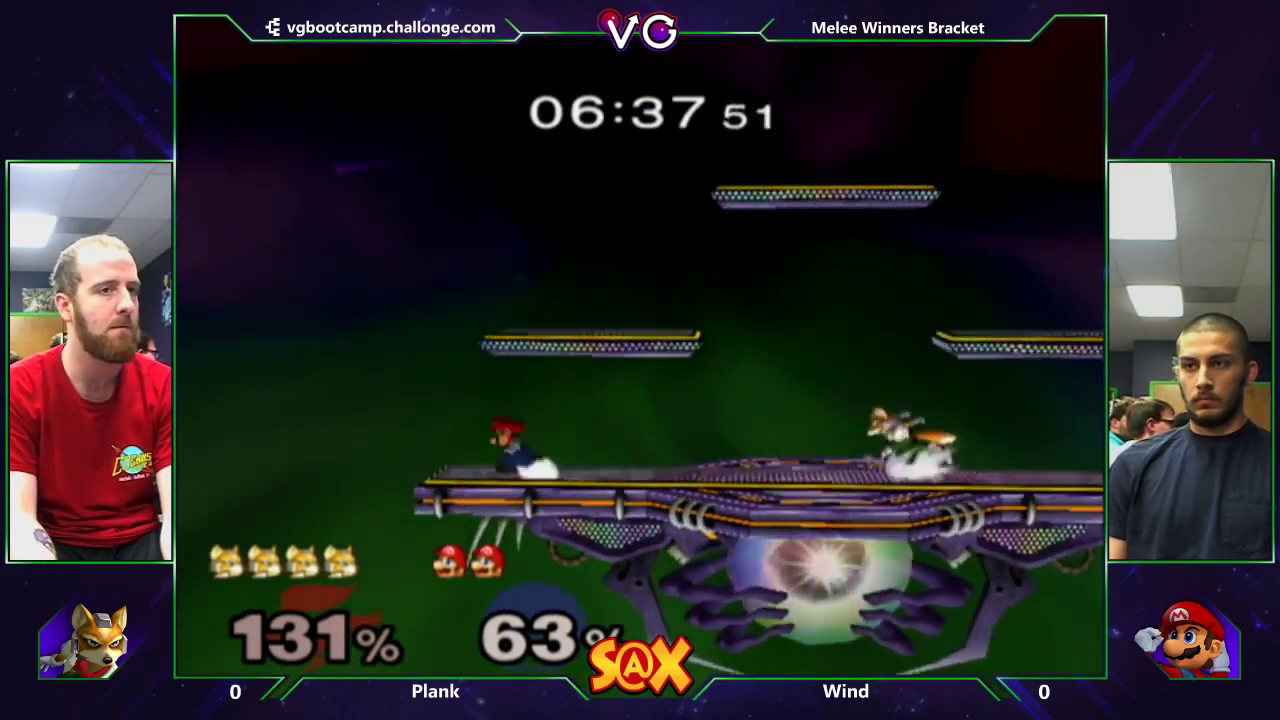 vgbootcamp.challonge.com
VG
Melee Winners Bracket
06:37 51
131%
63%
S@X
0
Plank
Wind
0